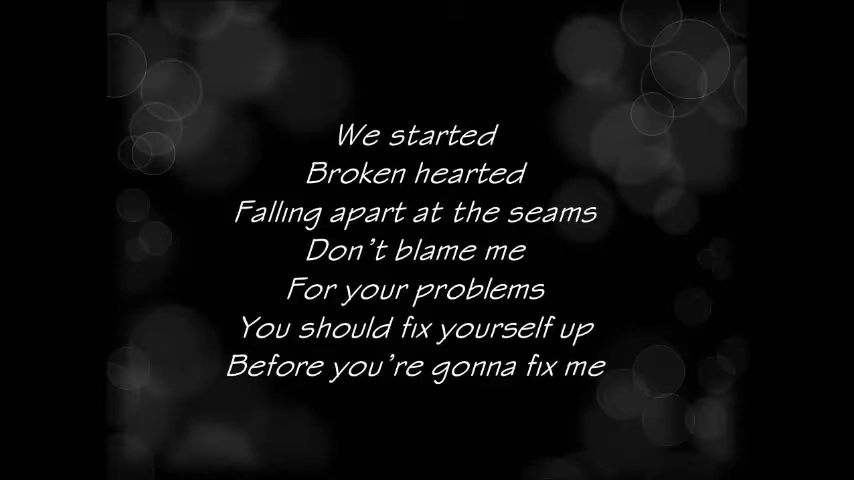 We started
Broken hearted
Falling apart at the seams
Don't blame me
For your problems
You should fix yourself up
Before you're gonna fix me